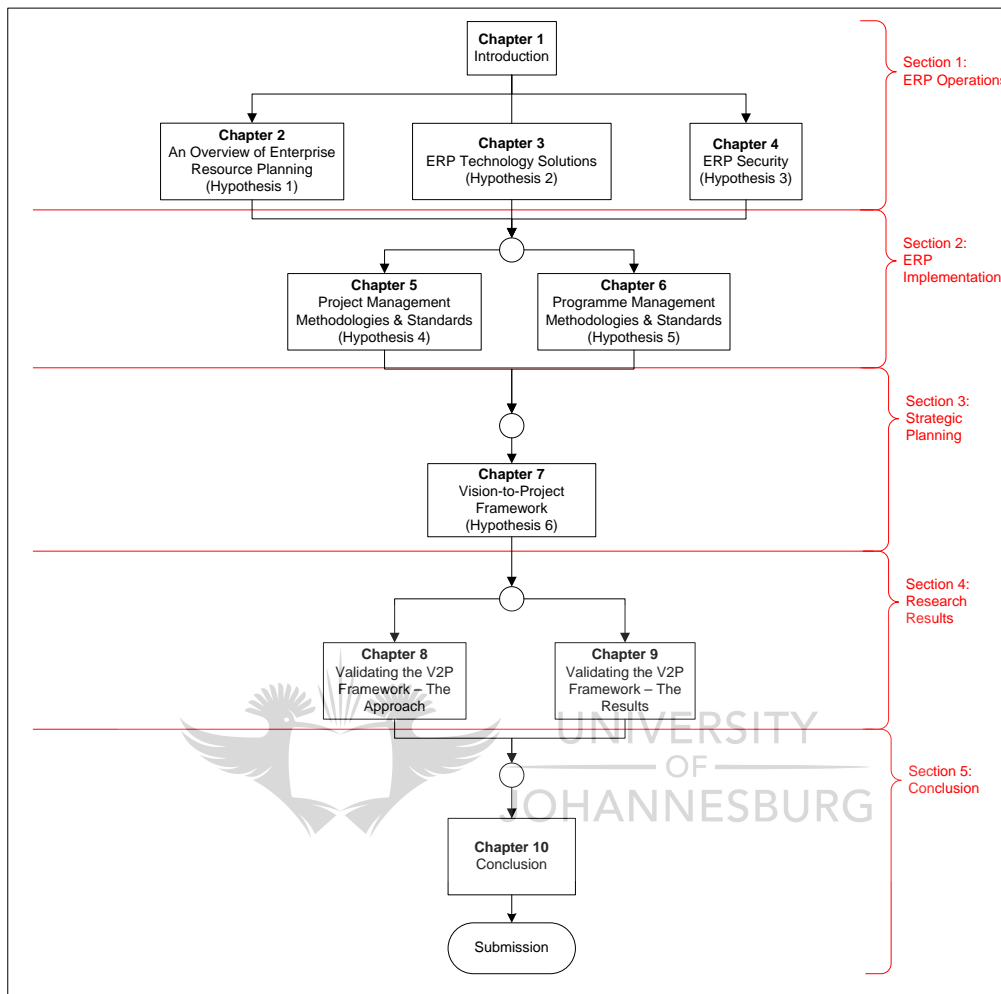 Chapter 1
Introduction
Section 1:
ERP Operations
Chapter 2
An Overview of Enterprise
Resource Planning
(Hypothesis 1)
Chapter 3
ERP Technology Solutions
(Hypothesis 2)
Chapter 4
ERP Security
(Hypothesis 3)
Section 2:
ERP
Implementation
Chapter 5
Project Management
Methodologies & Standards
(Hypothesis 4)
Chapter 6
Programme Management
Methodologies & Standards
(Hypothesis 5)
Section 3:
Strategic
Planning
Chapter 7
Vision-to-Project
Framework
(Hypothesis 6)
Section 4:
Research
Results
Chapter 8
Validating the V2P
Framework – The
Approach
Chapter 9
Validating the V2P
Framework – The
Results
UNIVERSITY
OF
JOHANNESBURG
Section 5:
Conclusion
Chapter 10
Conclusion
Submission